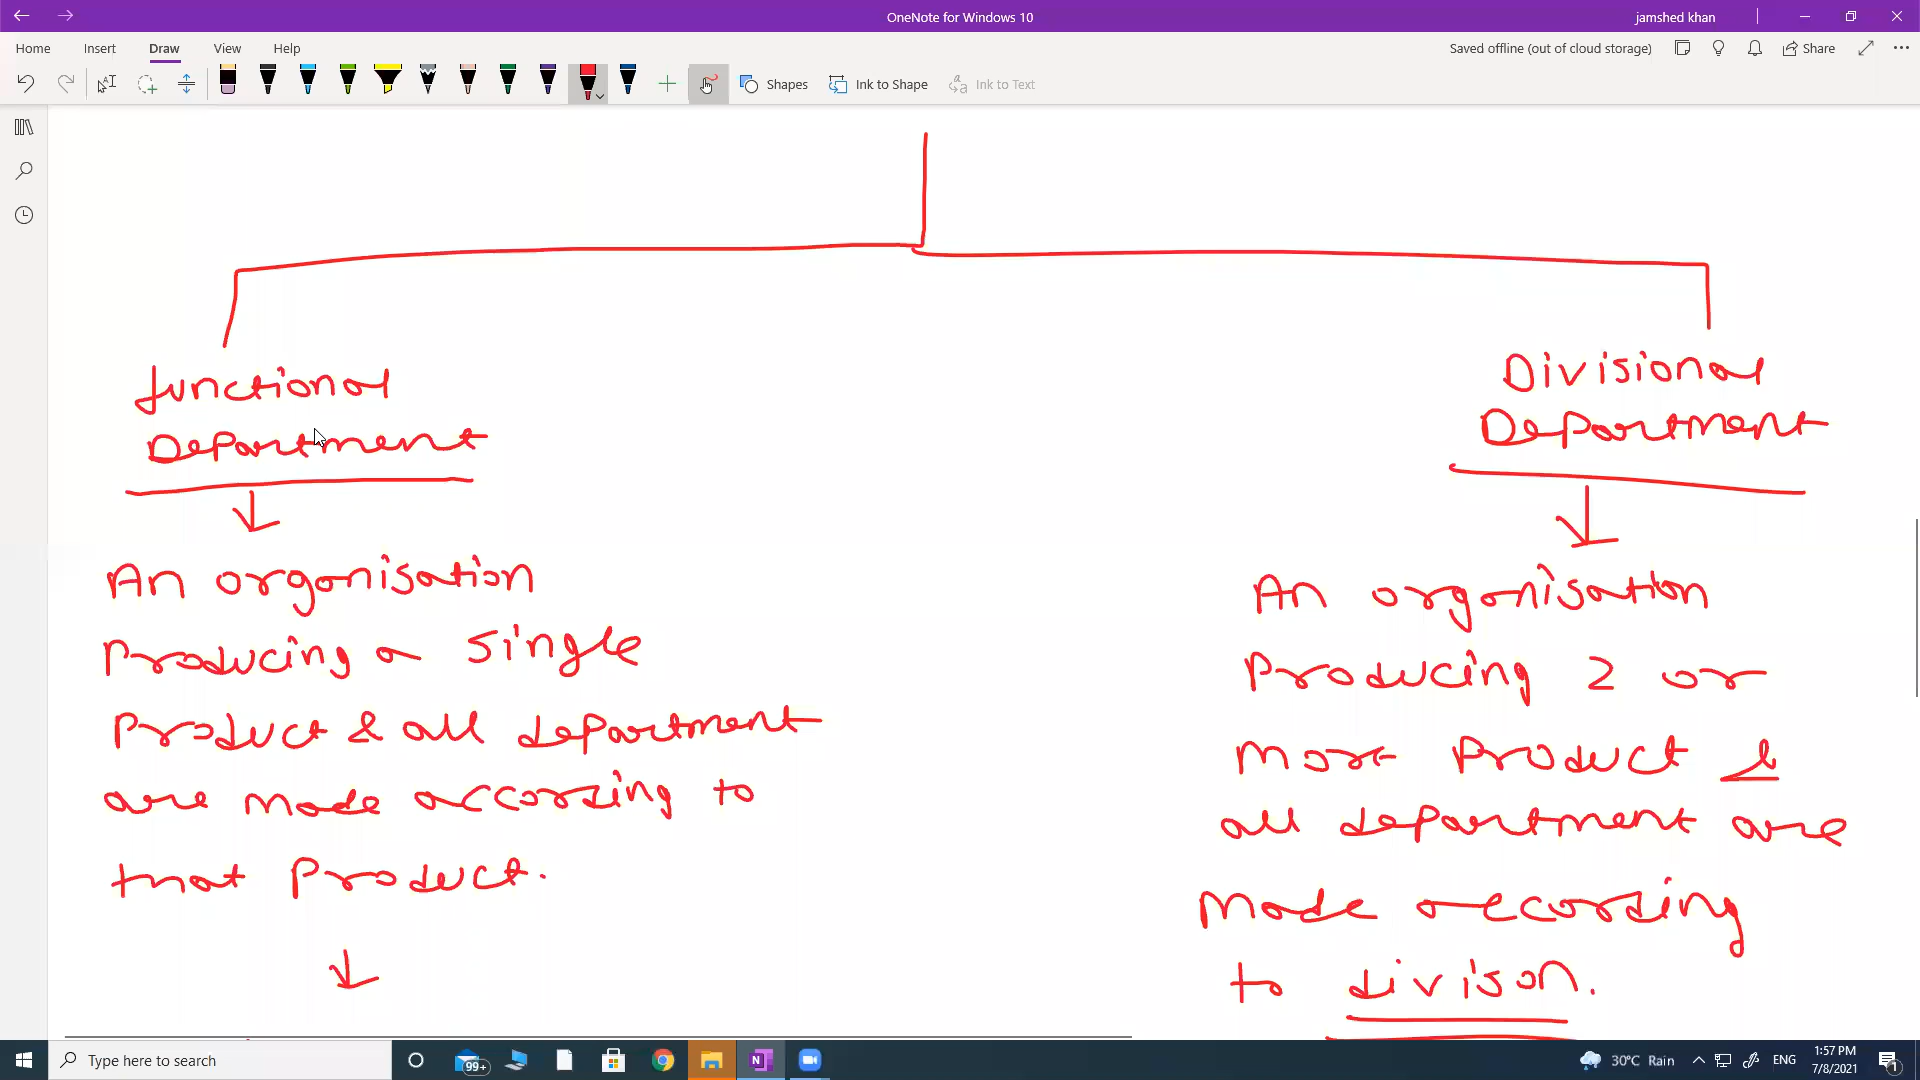 OneNote for Windows 10
jamshed khan
Home Insert Draw View Help
Saved offline (out of cloud storage)
Share
Shapes
Ink to Shape
Ink to Text
functional
Department
An organisation
Producing a single
Product & all department
are made according to
that Product.
Divisional
Department
An organisation
Producing 2 or
more Product &
all department are
made according
to divison.
Type here to search
99+
N
30°C Rain
ENG
1:57 PM
7/8/2021
1